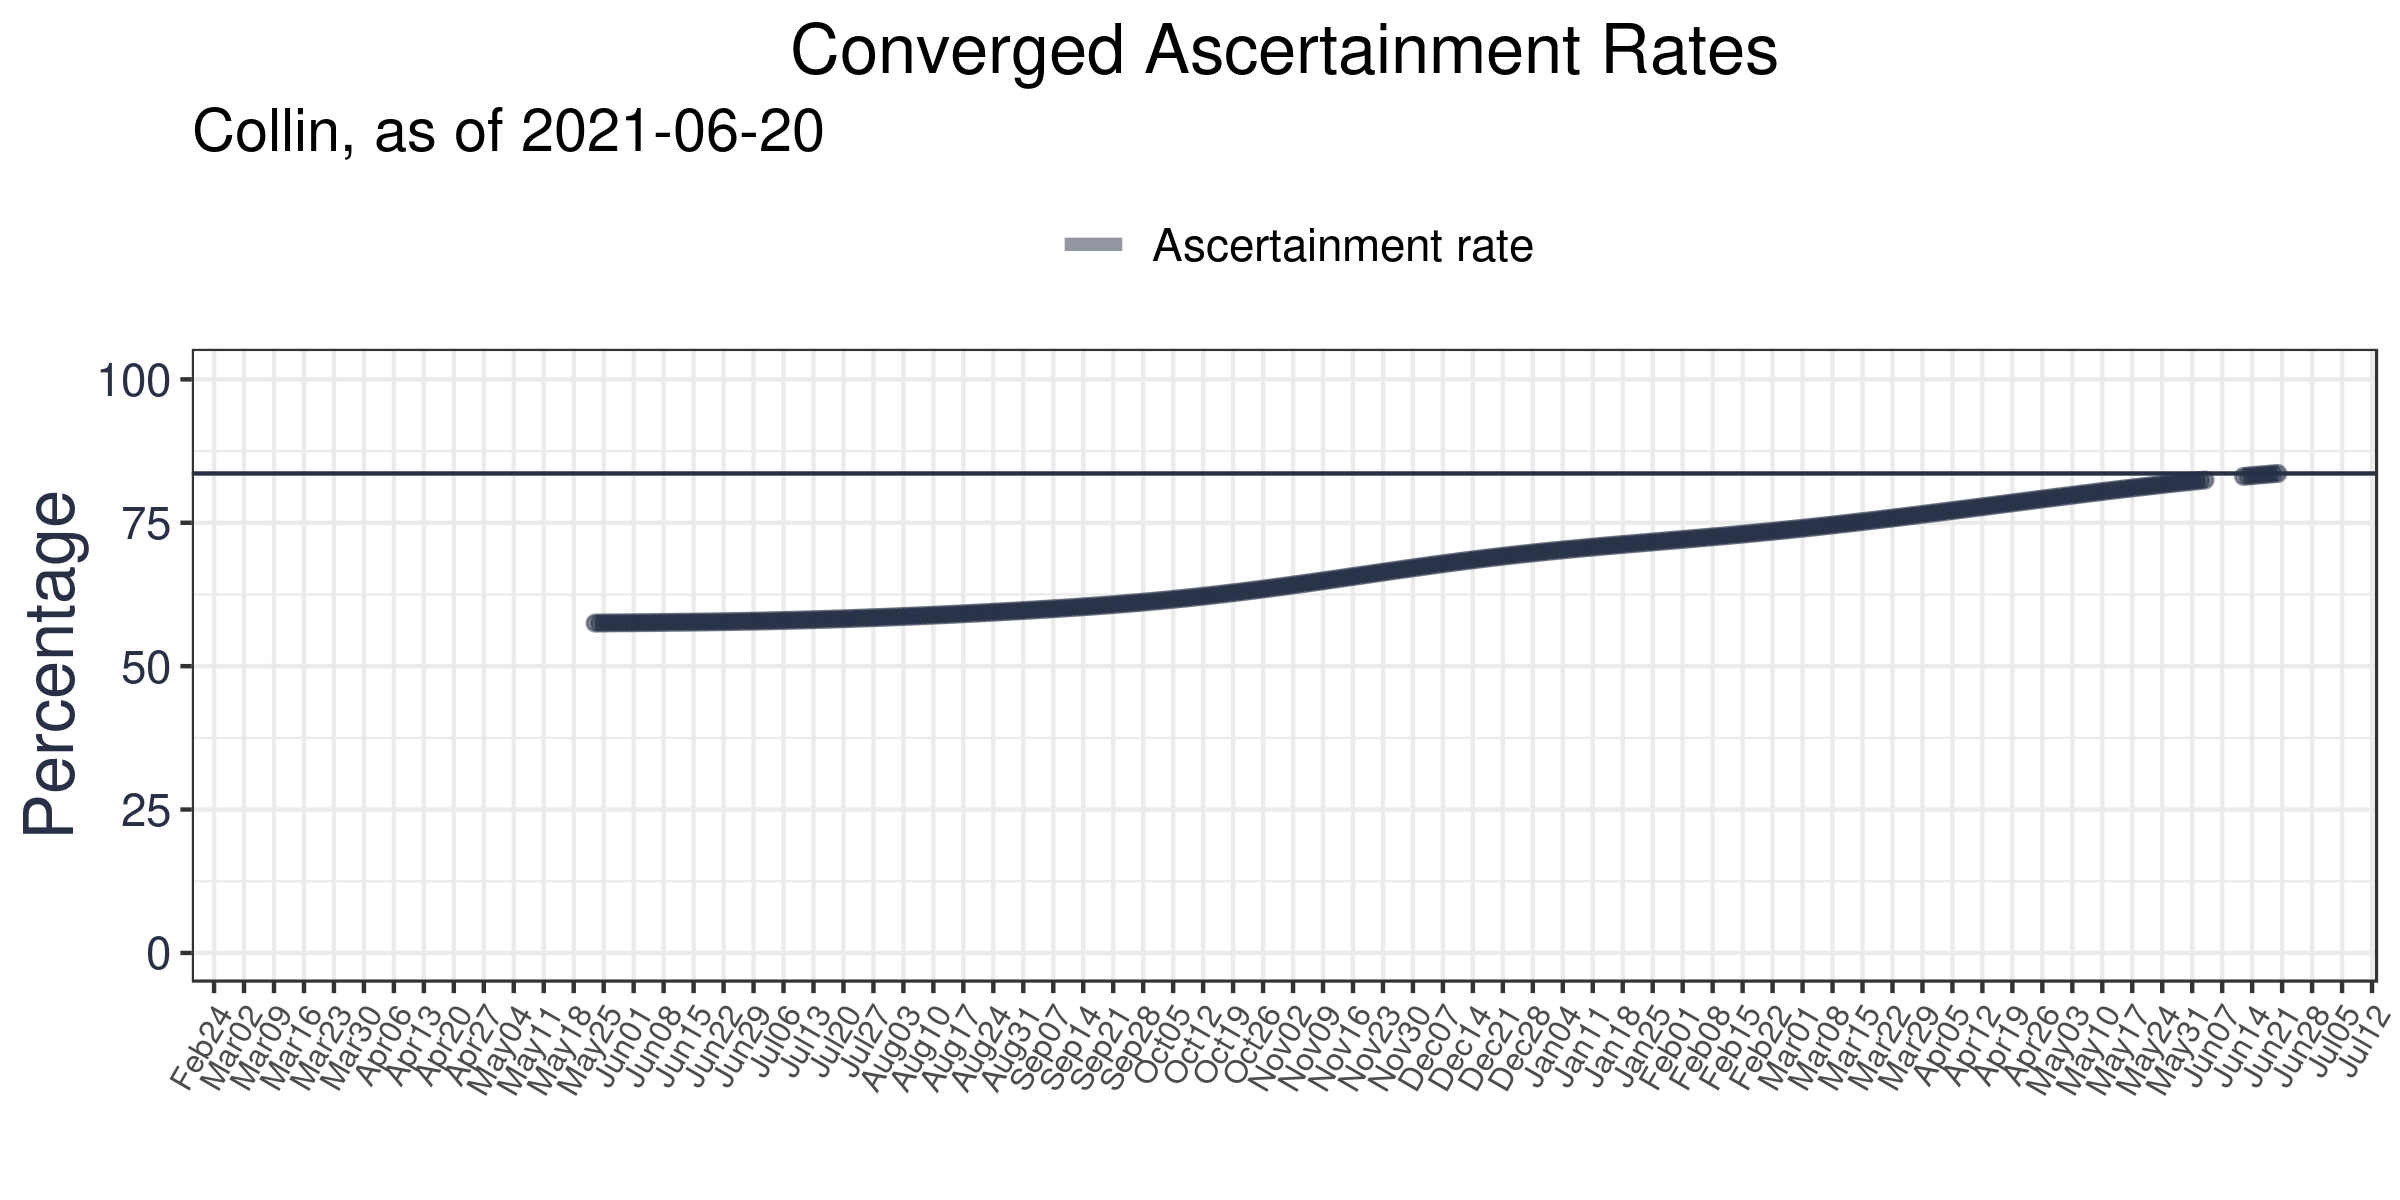 Converged Ascertainment Rates
Collin, as of 2021-06-20
Ascertainment rate
Percentage
100
75
50
25
0
Feb24
Mar02
Mar09
Mar16
Mar23
Mar30
Apr06
Apr13
Apr20
Apr27
May04
May11
May18
May25
Jun01
Jun08
Jun15
Jun22
Jun29
Jul06
Jul13
Jul20
Jul27
Aug03
Aug10
Aug17
Aug24
Aug31
Sep07
Sep14
Sep21
Sep28
Oct05
Oct12
Oct19
Oct26
Nov02
Nov09
Nov16
Nov23
Nov30
Dec07
Dec14
Dec21
Dec28
Jan04
Jan11
Jan18
Jan25
Feb01
Feb08
Feb15
Feb22
Mar01
Mar08
Mar15
Mar22
Mar29
Apr05
Apr12
Apr19
Apr26
May03
May10
May17
May24
May31
Jun07
Jun14
Jun21
Jun28
Jul05
Jul12